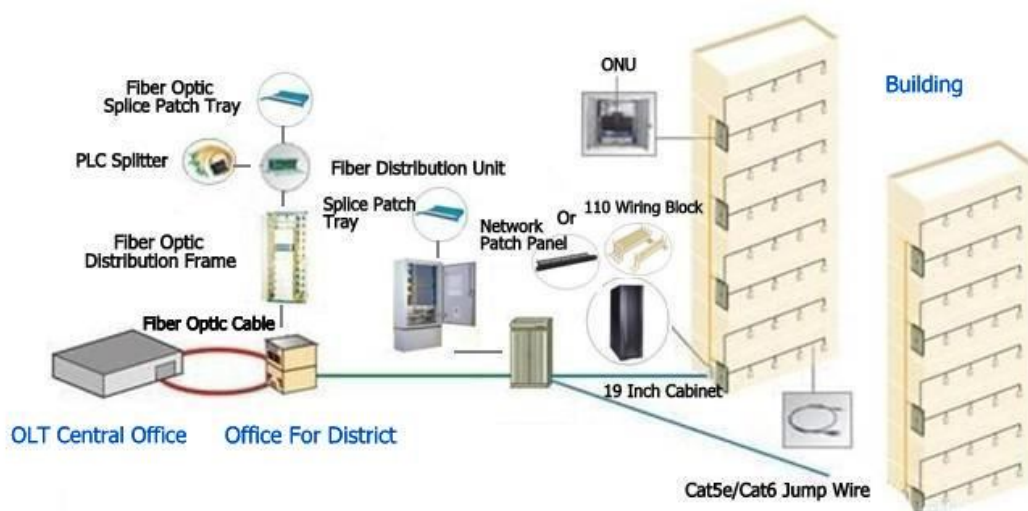 Fiber Optic
Splice Patch Tray
PLC Splitter
Fiber Distribution Unit
Fiber Optic
Distribution Frame
Splice Patch
Tray
Network
Patch Panel
Or
110 Wiring Block
ONU
Building
Fiber Optic Cable
19 Inch Cabinet
OLT Central Office
Office For District
Cat5e/Cat6 Jump Wire